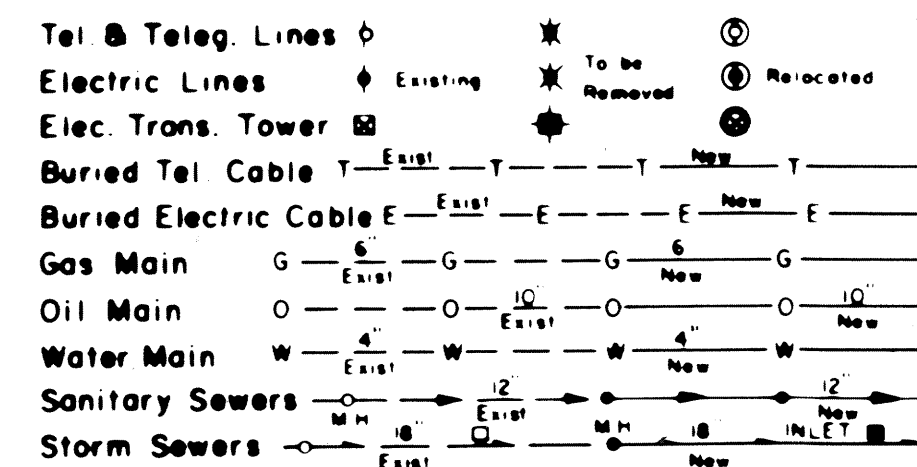 Tel. & Teleg. Lines
Electric Lines Existing To be Removed Relocated
Elec. Trans. Tower
Buried Tel. Cable T Exist T T New T
Buried Electric Cable E Exist E E New E
Gas Main G 6" Exist G G 6 New G
Oil Main O O 10" Exist O O 10" New
Water Main W 4" Exist W W 4" New W
Sanitary Sewers MH 12" Exist MH 12" New
Storm Sewers 18" Exist 18" New INLET